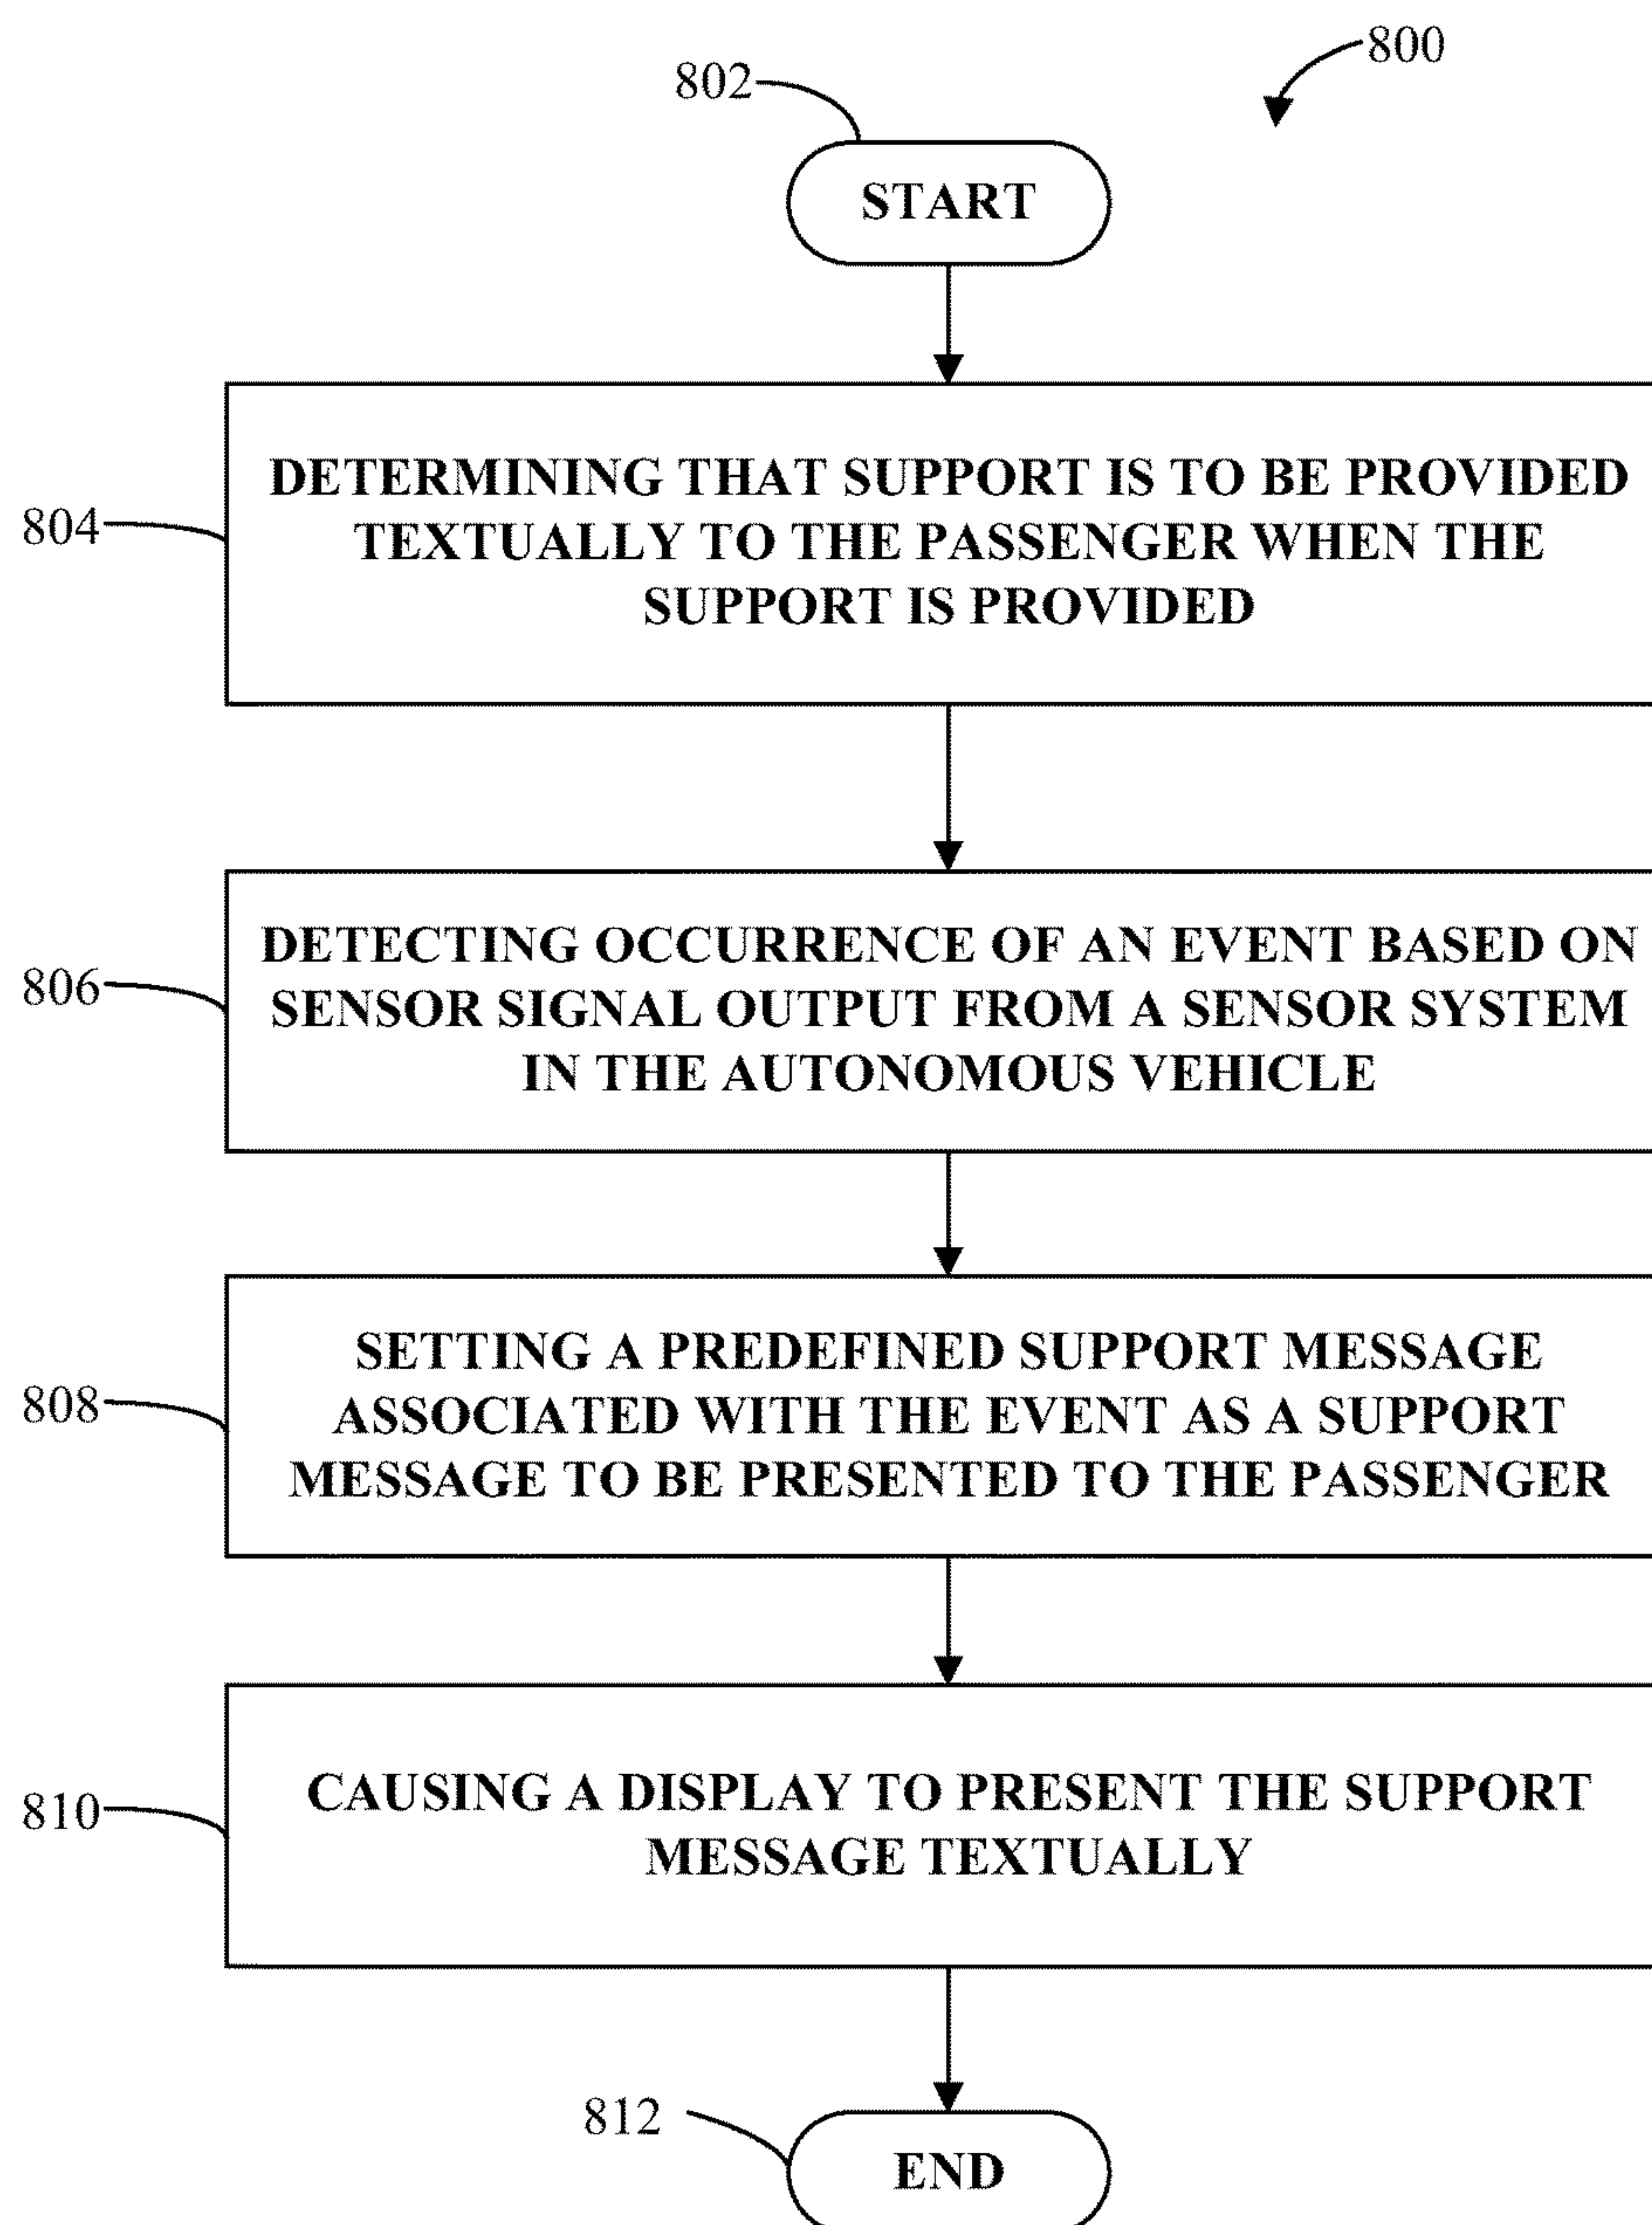 800
802
START
804
DETERMINING THAT SUPPORT IS TO BE PROVIDED
TEXTUALLY TO THE PASSENGER WHEN THE
SUPPORT IS PROVIDED
806
DETECTING OCCURRENCE OF AN EVENT BASED ON
SENSOR SIGNAL OUTPUT FROM A SENSOR SYSTEM
IN THE AUTONOMOUS VEHICLE
808
SETTING A PREDEFINED SUPPORT MESSAGE
ASSOCIATED WITH THE EVENT AS A SUPPORT
MESSAGE TO BE PRESENTED TO THE PASSENGER
810
CAUSING A DISPLAY TO PRESENT THE SUPPORT
MESSAGE TEXTUALLY
812
END